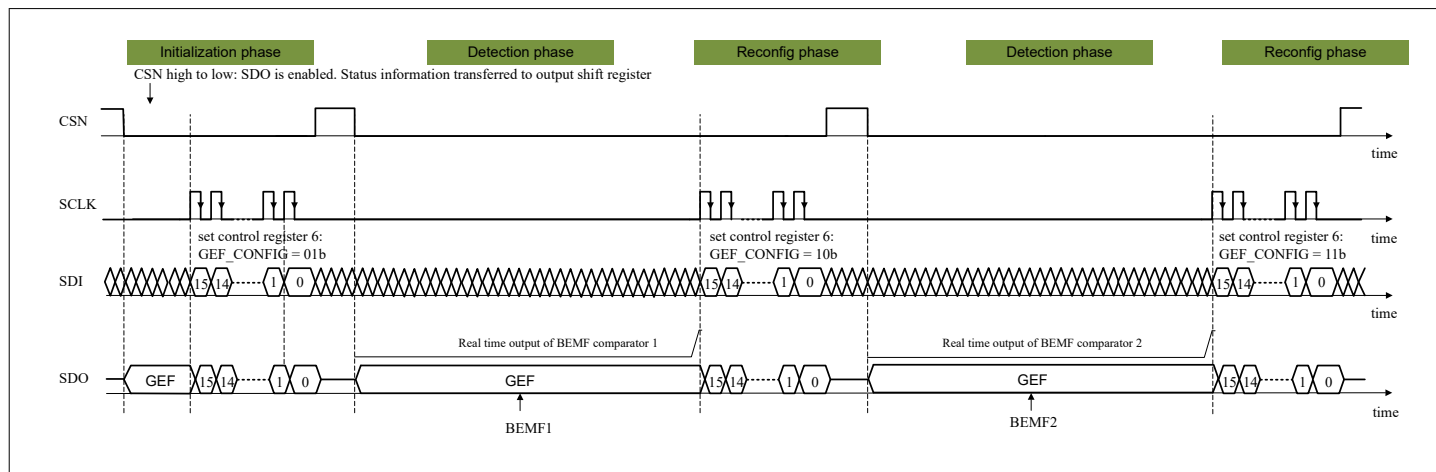 Initialization phase
Detection phase
Reconfig phase
Detection phase
Reconfig phase
CSN high to low: SDO is enabled. Status information transferred to output shift register
CSN
time
SCLK
time
set control register 6:
GEF_CONFIG = 01b
set control register 6:
GEF_CONFIG = 10b
set control register 6:
GEF_CONFIG = 11b
SDI
15 14 1 0
15 14 1 0
15 14 1 0
time
Real time output of BEMF comparator 1
Real time output of BEMF comparator 2
SDO
GEF
15 14 1 0
GEF
15 14 1 0
GEF
15 14 1 0
time
BEMF1
BEMF2